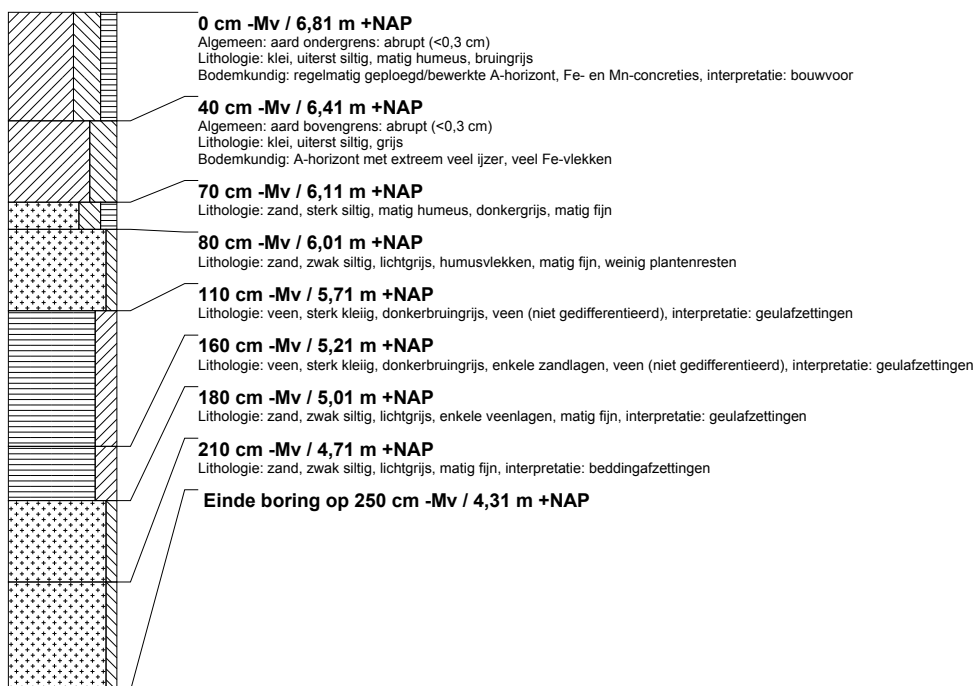 0 cm -Mv / 6,81 m +NAP
Algemeen: aard ondergrens: abrupt (<0,3 cm)
Lithologie: klei, uiterst siltig, matig humeus, bruingrijs
Bodemkundig: regelmatig geploegd/bewerkte A-horizont, Fe- en Mn-concreties, interpretatie: bouwvoor
40 cm -Mv / 6,41 m +NAP
Algemeen: aard bovengrens: abrupt (<0,3 cm)
Lithologie: klei, uiterst siltig, grijs
Bodemkundig: A-horizont met extreem veel ijzer, veel Fe-vlekken
70 cm -Mv / 6,11 m +NAP
Lithologie: zand, sterk siltig, matig humeus, donkergrijs, matig fijn
80 cm -Mv / 6,01 m +NAP
Lithologie: zand, zwak siltig, lichtgrijs, humusvlekken, matig fijn, weinig plantenresten
110 cm -Mv / 5,71 m +NAP
Lithologie: veen, sterk kleiig, donkerbruingrijs, veen (niet gedifferentieerd), interpretatie: geulafzettingen
160 cm -Mv / 5,21 m +NAP
Lithologie: veen, sterk kleiig, donkerbruingrijs, enkele zandlagen, veen (niet gedifferentieerd), interpretatie: geulafzettingen
180 cm -Mv / 5,01 m +NAP
Lithologie: zand, zwak siltig, lichtgrijs, enkele veenlagen, matig fijn, interpretatie: geulafzettingen
210 cm -Mv / 4,71 m +NAP
Lithologie: zand, zwak siltig, lichtgrijs, matig fijn, interpretatie: beddingafzettingen
Einde boring op 250 cm -Mv / 4,31 m +NAP